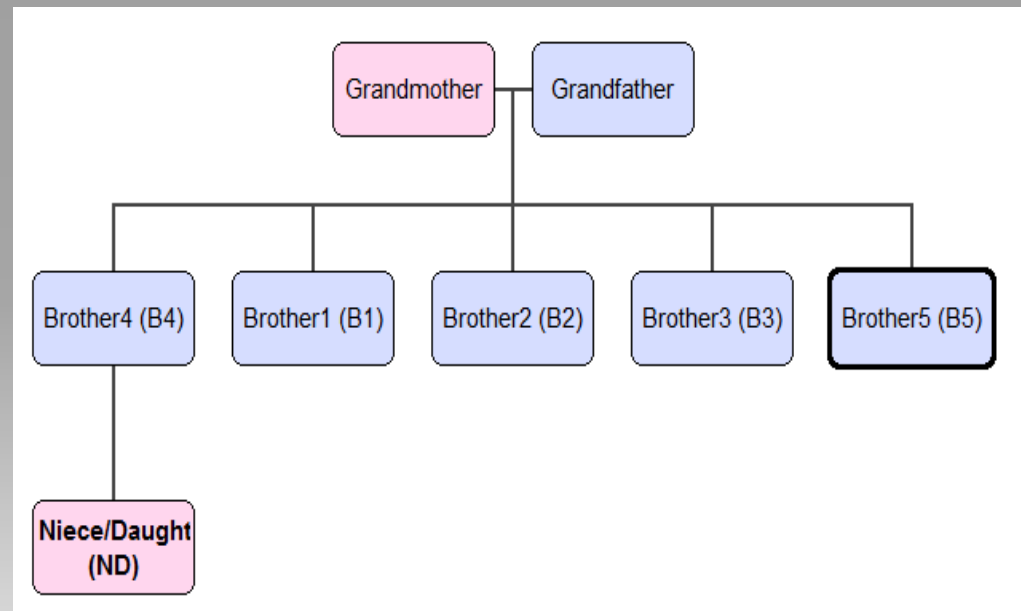 Grandmother
Grandfather
Brother4 (B4)
Brother1 (B1)
Brother2 (B2)
Brother3 (B3)
Brother5 (B5)
Niece/Daught
(ND)